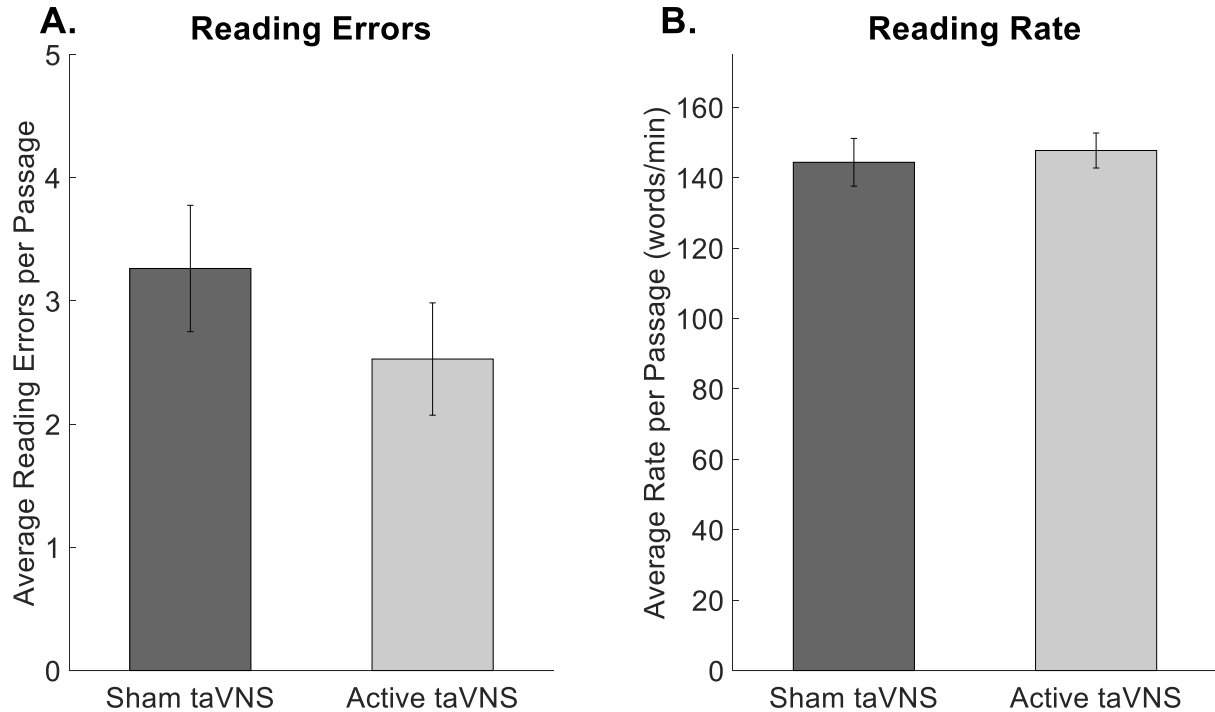 A.
Reading Errors
Average Reading Errors per Passage
5
4
3
2
1
0
Sham taVNS
Active taVNS
B.
Reading Rate
Average Rate per Passage (words/min)
160
140
120
100
80
60
40
20
0
Sham taVNS
Active taVNS